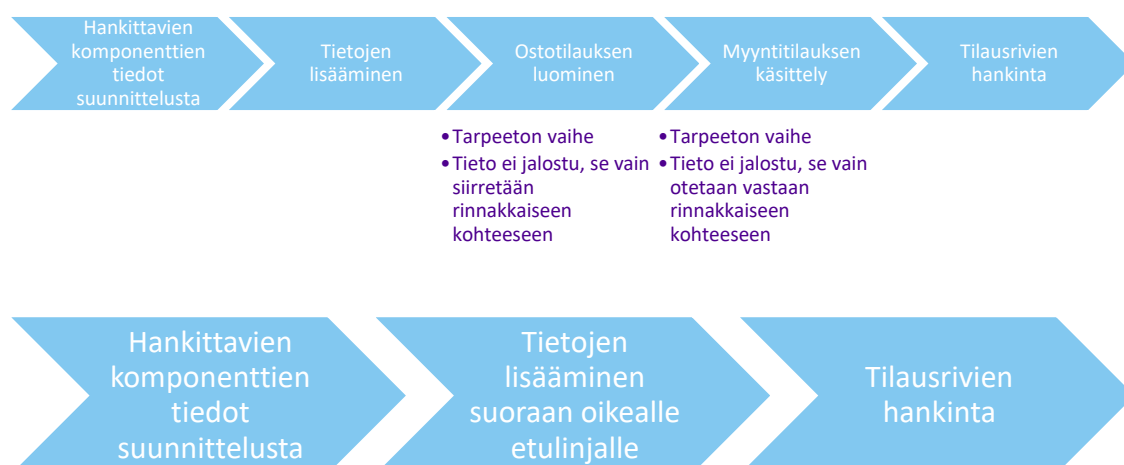 Hankittavien
komponenttien
tiedot
suunnittelusta
Tietojen
lisääminen
Ostotilauksen
luominen
Myyntitilauksen
käsittely
Tilausrivien
hankinta
•Tarpeeton vaihe
•Tieto ei jalostu, se vain
siirretään
rinnakkaiseen
kohteeseen
•Tarpeeton vaihe
•Tieto ei jalostu, se vain
otetaan vastaan
rinnakkaiseen
kohteeseen
Hankittavien
komponenttien
tiedot
suunnittelusta
Tietojen
lisääminen
suoraan oikealle
etulinjalle
Tilausrivien
hankinta